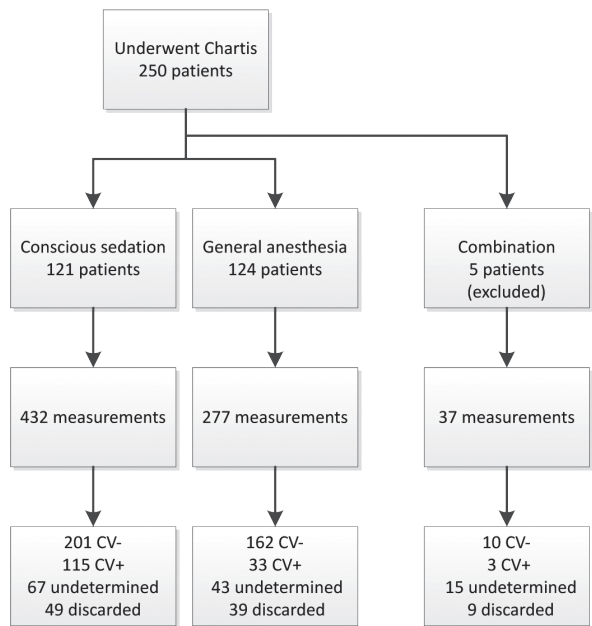 Underwent Chartis
250 patients
Conscious sedation
121 patients
General anesthesia
124 patients
Combination
5 patients
(excluded)
432 measurements
277 measurements
37 measurements
201 CV-
115 CV+
67 undetermined
49 discarded
162 CV-
33 CV+
43 undetermined
39 discarded
10 CV-
3 CV+
15 undetermined
9 discarded